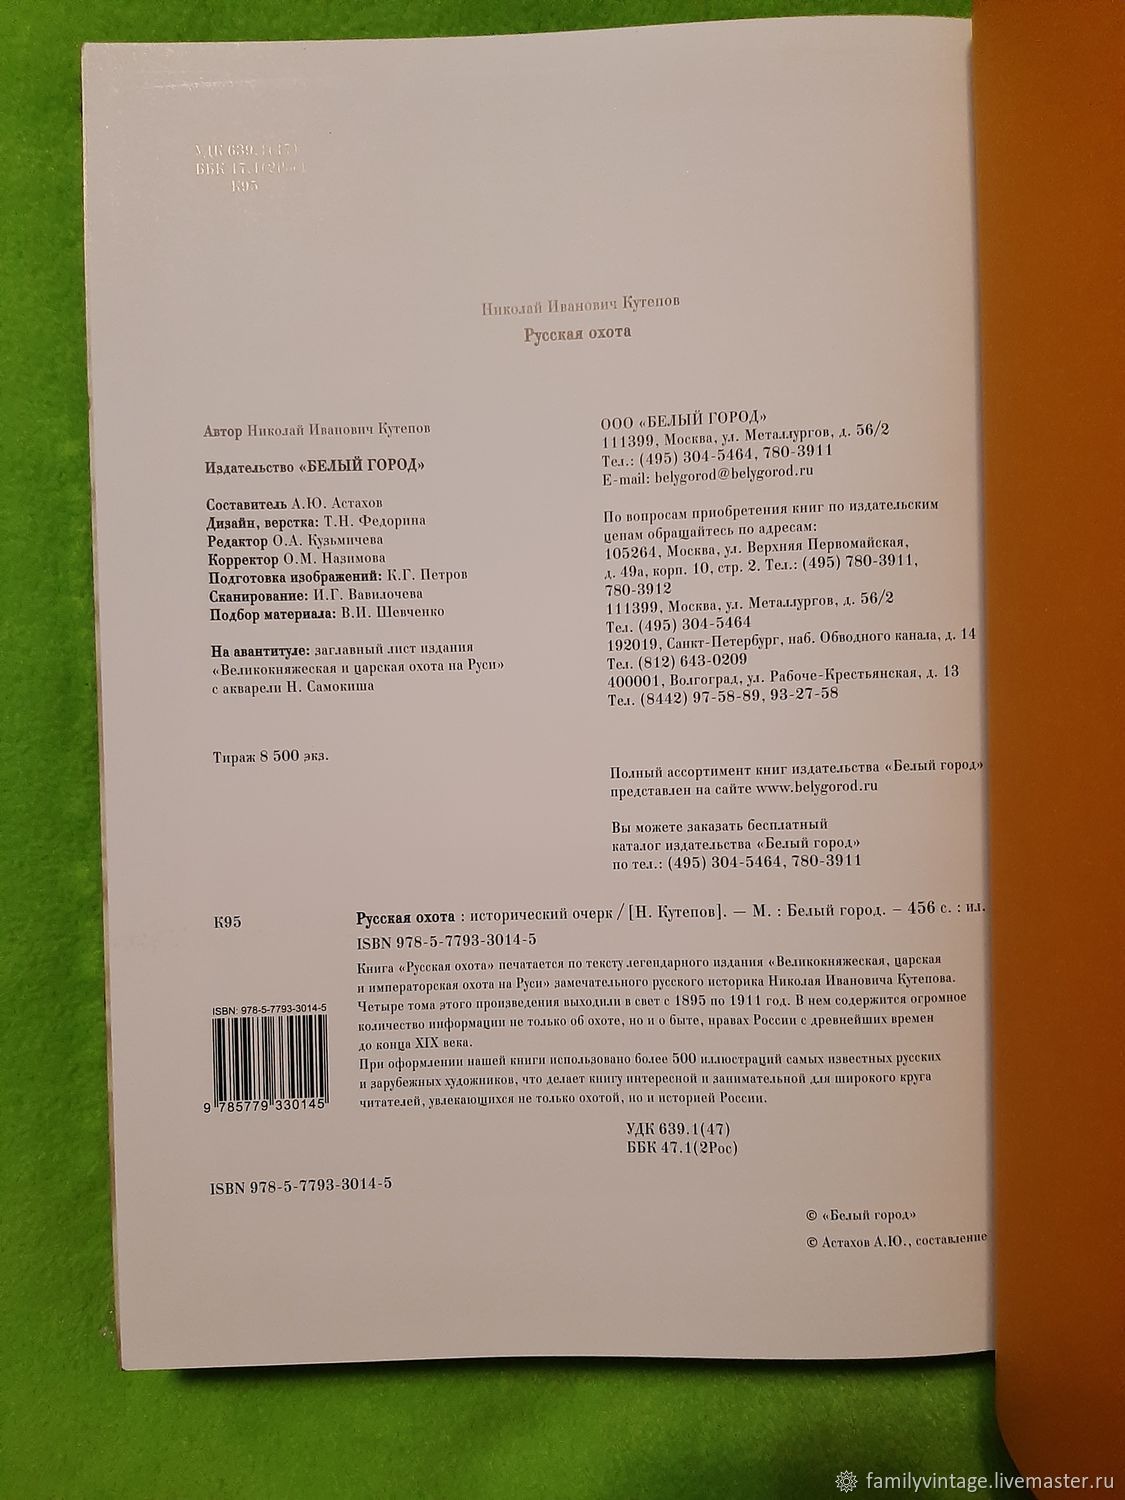 УДК 639.1(47)
ББК 47.1(2Рос)
К95
Николай Иванович Кутепов
Русская охота
Автор Николай Иванович Кутепов
Издательство «БЕЛЫЙ ГОРОД»
Составитель А.Ю. Астахов
Дизайн, верстка: Т.Н. Федорина
Редактор О.А. Кузьмичева
Корректор О.М. Назимова
Подготовка изображений: К.Г. Петров
Сканирование: И.Г. Вавилочева
Подбор материала: В.И. Шевченко
На авантитуле: заглавный лист издания
«Великокняжеская и царская охота на Руси»
с акварели Н. Самокиша
Тираж 8 500 экз.
ООО «БЕЛЫЙ ГОРОД»
111399, Москва, ул. Металлургов, д. 56/2
Тел.: (495) 304-5464, 780-3911
E-mail: belygorod@belygorod.ru
По вопросам приобретения книг по издательским
ценам обращайтесь по адресам:
105264, Москва, ул. Верхняя Первомайская,
д. 49а, корп. 10, стр. 2. Тел.: (495) 780-3911,
780-3912
111399, Москва, ул. Металлургов, д. 56/2
Тел. (495) 304-5464
192019, Санкт-Петербург, наб. Обводного канала, д. 14
Тел. (812) 643-0209
400001, Волгоград, ул. Рабоче-Крестьянская, д. 13
Тел. (8442) 97-58-89, 93-27-58
Полный ассортимент книг издательства «Белый город»
представлен на сайте www.belygorod.ru
Вы можете заказать бесплатный
каталог издательства «Белый город»
по тел.: (495) 304-5464, 780-3911
К95
Русская охота : исторический очерк / [Н. Кутепов]. — М. : Белый город. – 456 с. : ил.
ISBN 978-5-7793-3014-5
Книга «Русская охота» печатается по тексту легендарного издания «Великокняжеская, царская
и императорская охота на Руси» замечательного русского историка Николая Ивановича Кутепова.
Четыре тома этого произведения выходили в свет с 1895 по 1911 год. В нем содержится огромное
количество информации не только об охоте, но и о быте, нравах России с древнейших времен
до конца XIX века.
При оформлении нашей книги использовано более 500 иллюстраций самых известных русских
и зарубежных художников, что делает книгу интересной и занимательной для широкого круга
читателей, увлекающихся не только охотой, но и историей России.
ISBN: 978-5-7793-3014-5
9 785779 330145
УДК 639.1(47)
ББК 47.1(2Рос)
ISBN 978-5-7793-3014-5
© «Белый город»
© Астахов А.Ю., составление
familyvintage.livemaster.ru